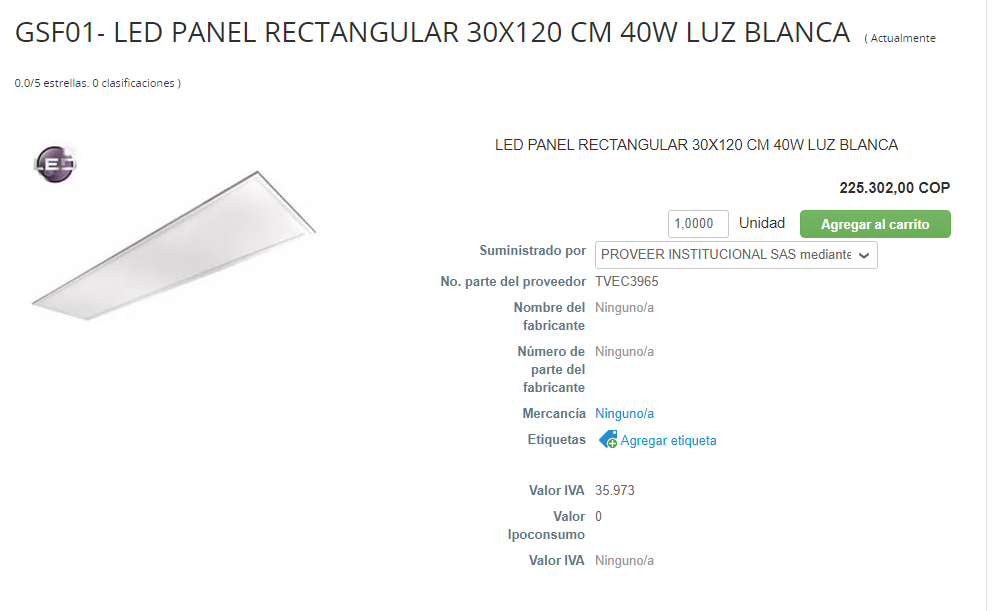 GSF01- LED PANEL RECTANGULAR 30X120 CM 40W LUZ BLANCA ( Actualmente
0.0/5 estrellas. 0 clasificaciones )
LED
LED PANEL RECTANGULAR 30X120 CM 40W LUZ BLANCA
225.302,00 COP
1,0000 Unidad Agregar al carrito
Suministrado por PROVEER INSTITUCIONAL SAS mediante
No. parte del proveedor TVEC3965
Nombre del Ninguno/a
fabricante
Número de Ninguno/a
parte del
fabricante
Mercancía Ninguno/a
Etiquetas Agregar etiqueta
Valor IVA 35.973
Valor 0
Ipoconsumo
Valor IVA Ninguno/a